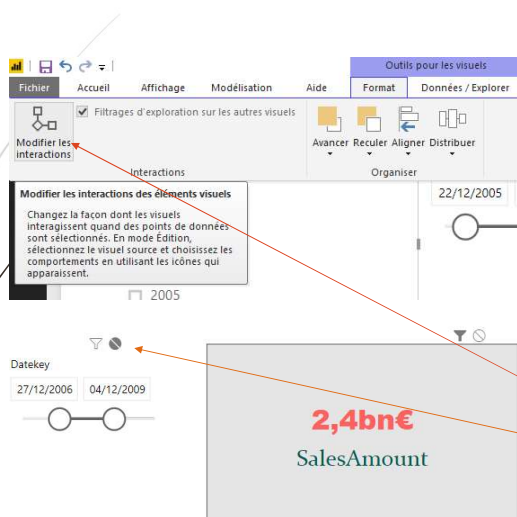 Outils pour les visuels
Fichier Accueil Affichage Modélisation Aide Format Données / Explorer
Filtrages d'exploration sur les autres visuels
Modifier les
interactions
Avancer Reculer Aligner Distribuer
Interactions
Organiser
Modifier les interactions des éléments visuels
Changez la façon dont les visuels
interagissent quand des points de données
sont sélectionnés. En mode Édition,
sélectionnez le visuel source et choisissez les
comportements en utilisant les icônes qui
apparaissent.
22/12/2005
2005
Datekey
27/12/2006 04/12/2009
2,4bn€
SalesAmount